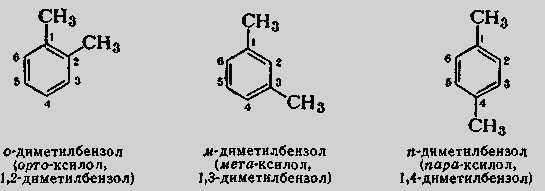 CH₃
1
2
3
4
5
6
CH₃
о-диметилбензол
(орто-ксилол,
1,2-диметилбензол)
CH₃
1
2
3
4
5
6
CH₃
м-диметилбензол
(мета-ксилол,
1,3-диметилбензол)
CH₃
1
2
3
4
5
6
CH₃
п-диметилбензол
(пара-ксилол,
1,4-диметилбензол)